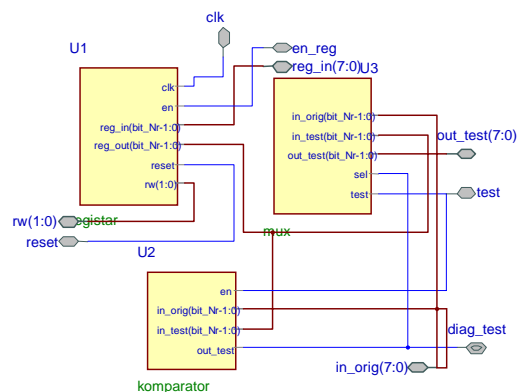 clk
U1
en_reg
reg_in(7:0)
U3
clk
en
reg_in(bit_Nr-1:0)
reg_out(bit_Nr-1:0)
reset
rw(1:0)
in_orig(bit_Nr-1:0)
in_test(bit_Nr-1:0)
out_test(bit_Nr-1:0)
sel
test
out_test(7:0)
test
rw(1:0)
egistar
reset
mux
U2
en
in_orig(bit_Nr-1:0)
in_test(bit_Nr-1:0)
out_test
diag_test
in_orig(7:0)
komparator